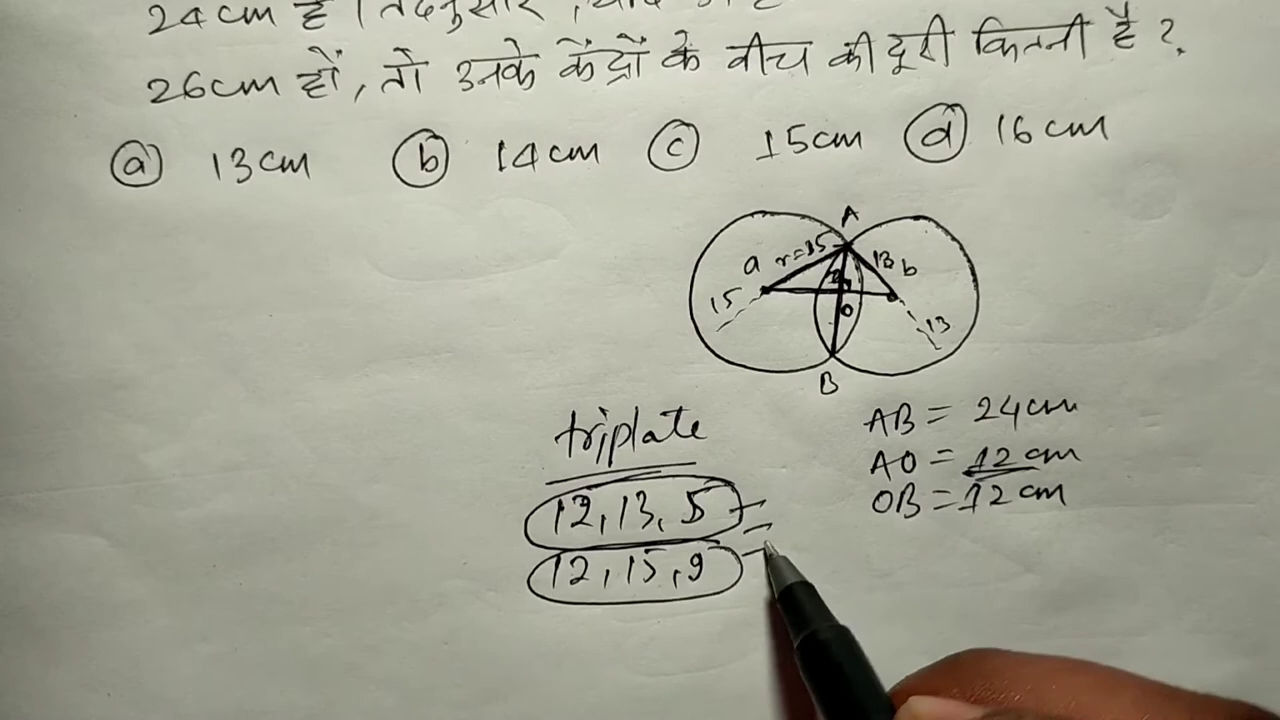 24cm है । तदनुसार, यदि
26cm हों, तो उनके केंद्रों के बीच की दूरी कितनी है ?
(a) 13cm (b) 14cm (c) 15cm (d) 16cm
A
a r=15 13 b
15 O 13
B
triplate
12, 13, 5
12, 15, 9
AB = 24cm
AO = 12cm
OB = 12cm